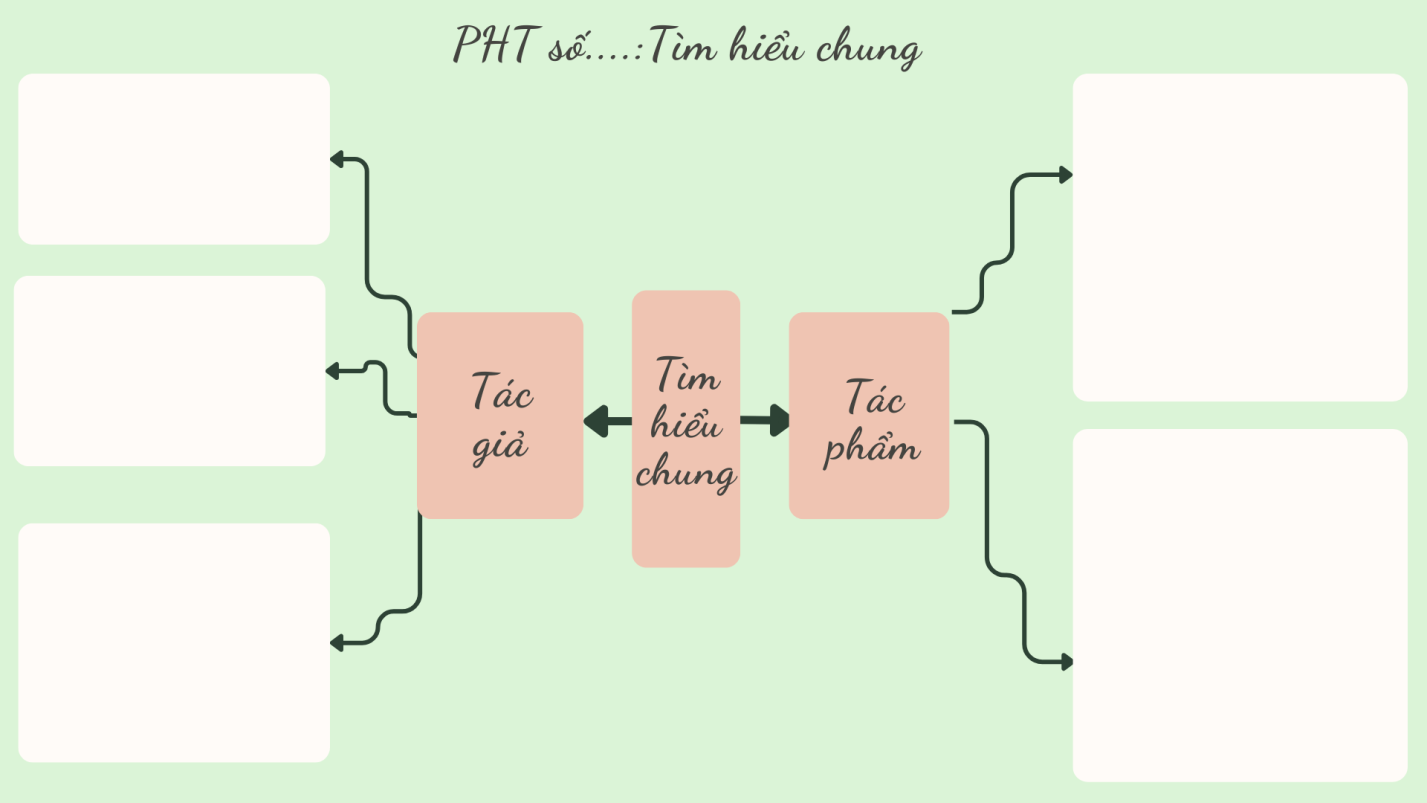 PHT số....:Tìm hiểu chung
Tác
giả
Tìm
hiểu
chung
Tác
phẩm